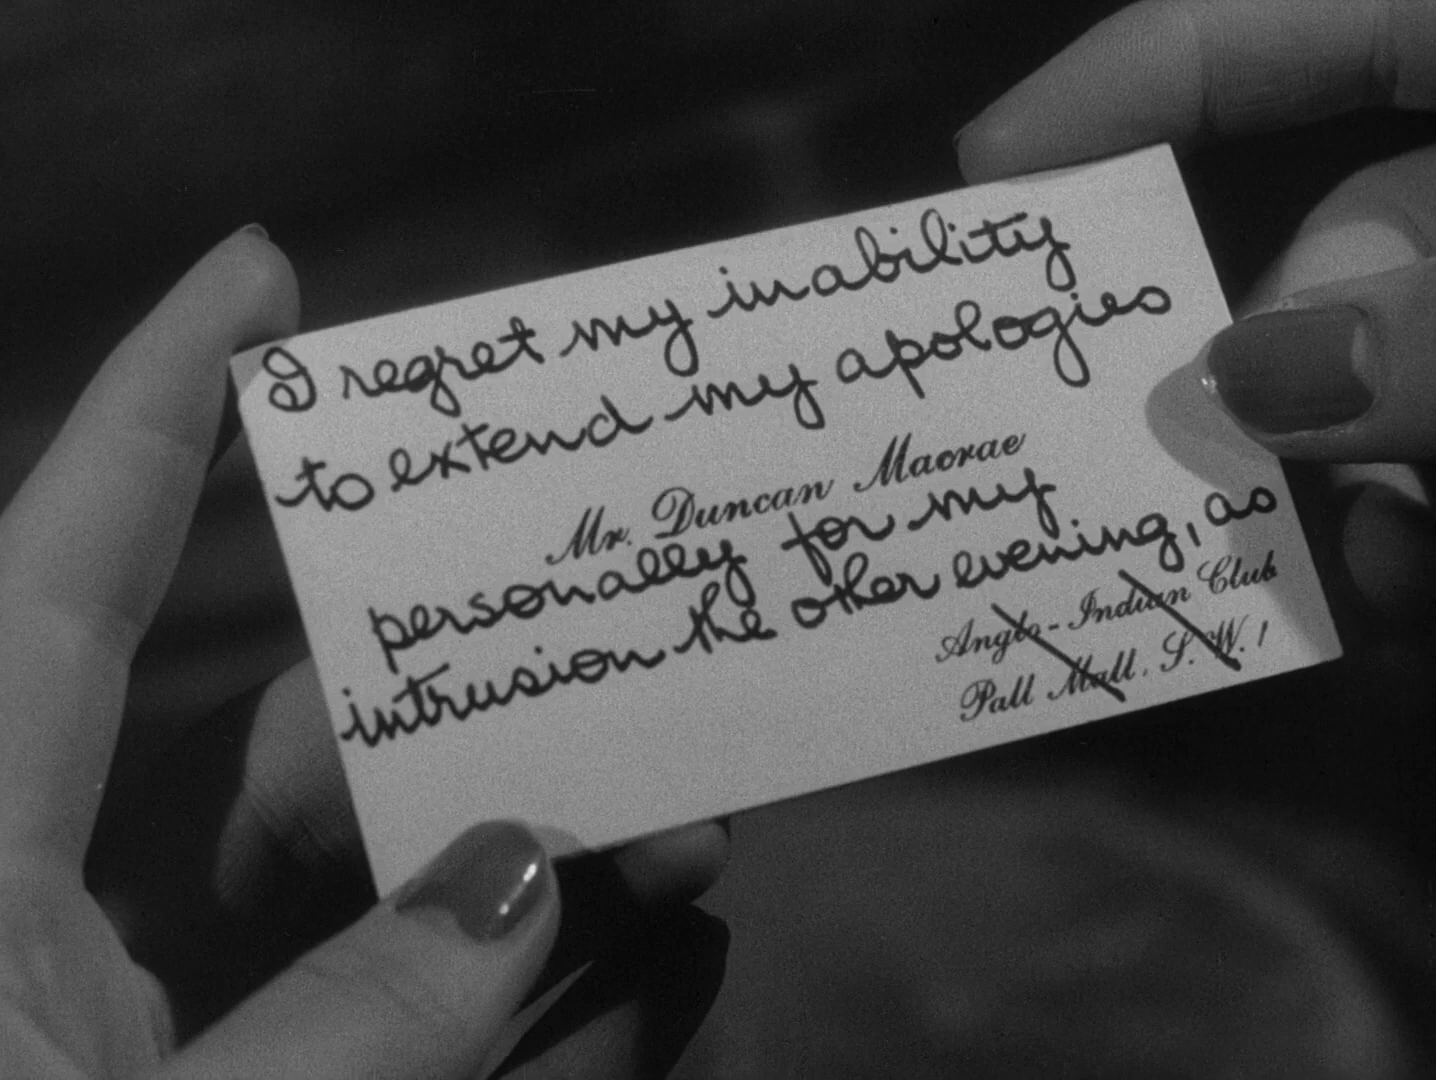 I regret my inability
to extend my apologies
Mr. Duncan Macrae
personally for my
intrusion the other evening, as
Anglo-Indian Club
Pall Mall. S.W.1